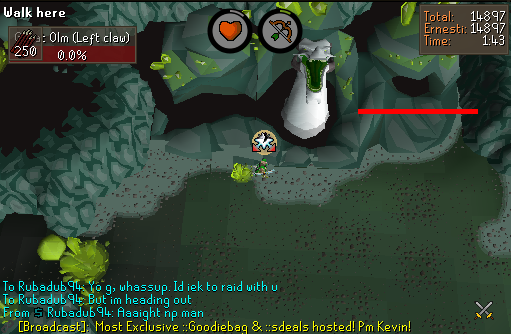 Walk here
Olm (Left claw)
250
0.0%
Total: 14897
Ernesti: 14897
Time: 1:43
To Rubadub94: Yo g, whassup. Id iek to raid with u
To Rubadub94: But im heading out
From Rubadub94: Aaaight np man
[Broadcast]: Most Exclusive ::Goodiebag & ::sdeals hosted! Pm Kevin!